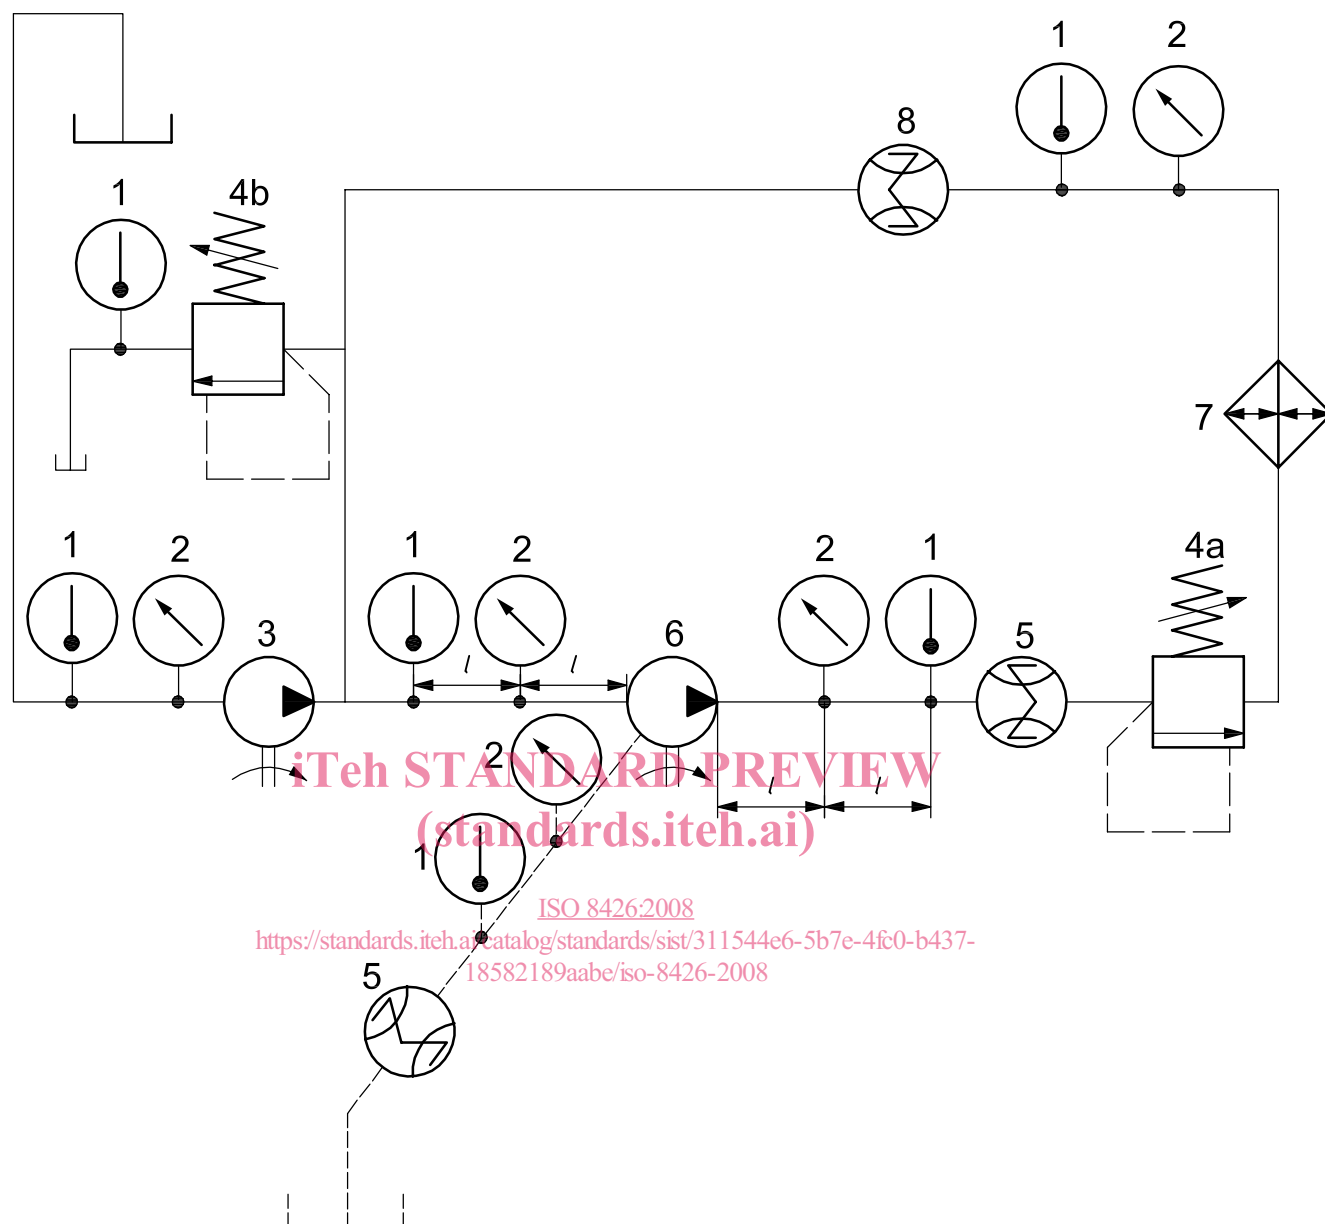 1 2
8
1 4b
7
1 2 1 2 2 1 4a
3 6 5
l l
2
iTeh STANDARD PREVIEW
l l
(standards.iteh.ai)
1
ISO 8426:2008
https://standards.iteh.ai/catalog/standards/sist/311544e6-5b7e-4fc0-b437-
18582189aabe/iso-8426-2008
5